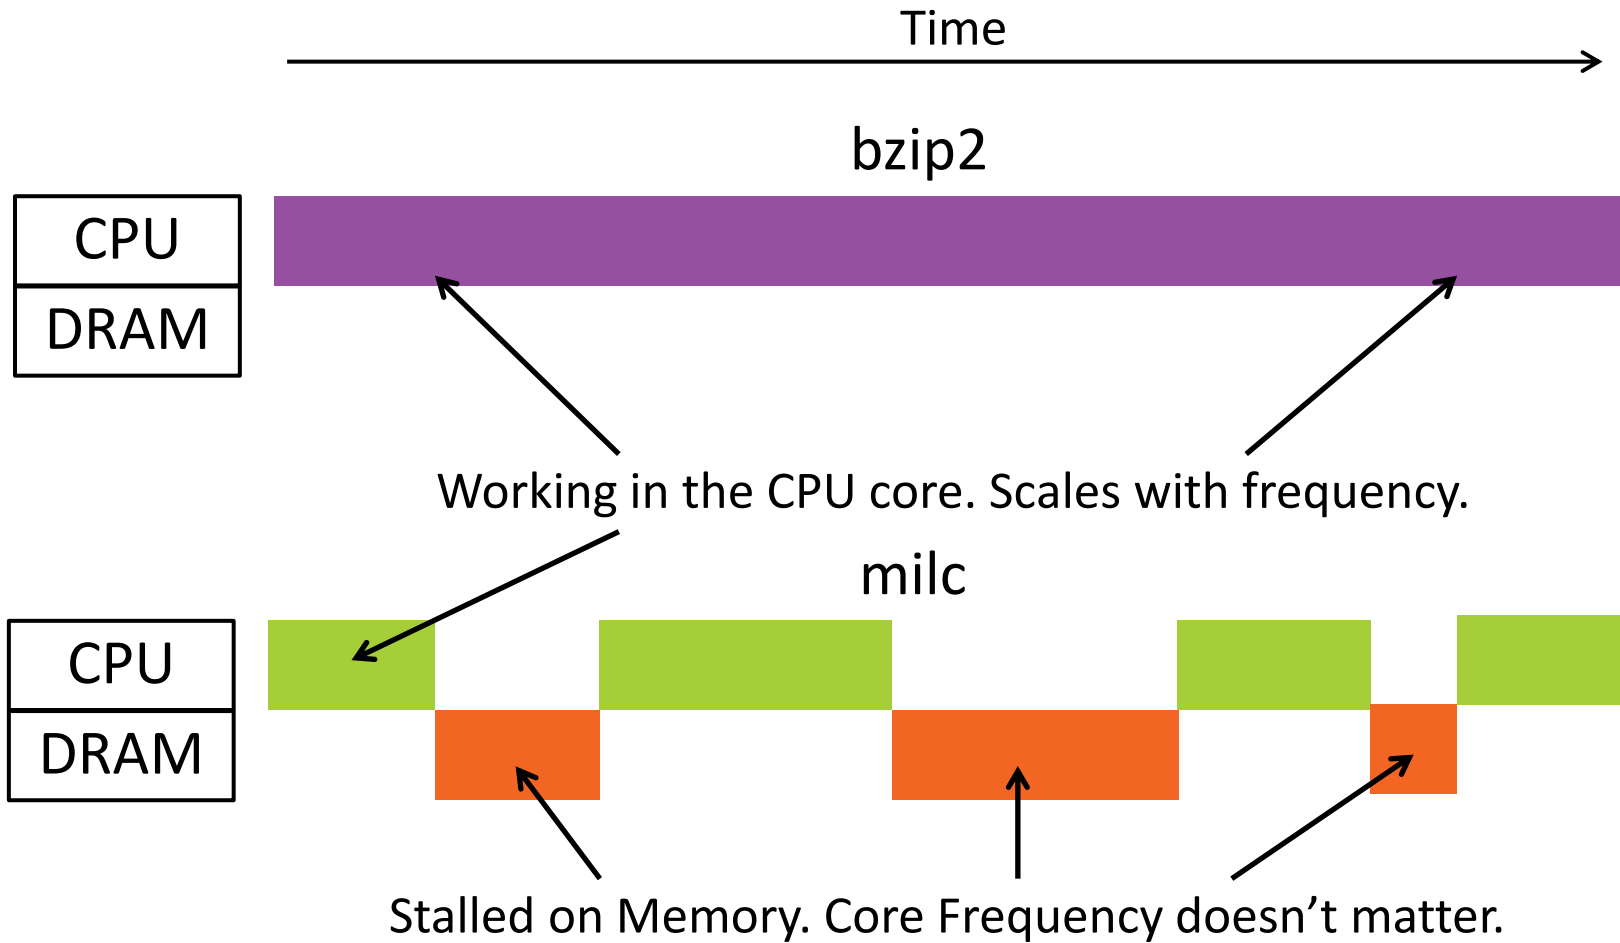 Time
bzip2
CPU
DRAM
Working in the CPU core. Scales with frequency.
milc
CPU
DRAM
Stalled on Memory. Core Frequency doesn’t matter.